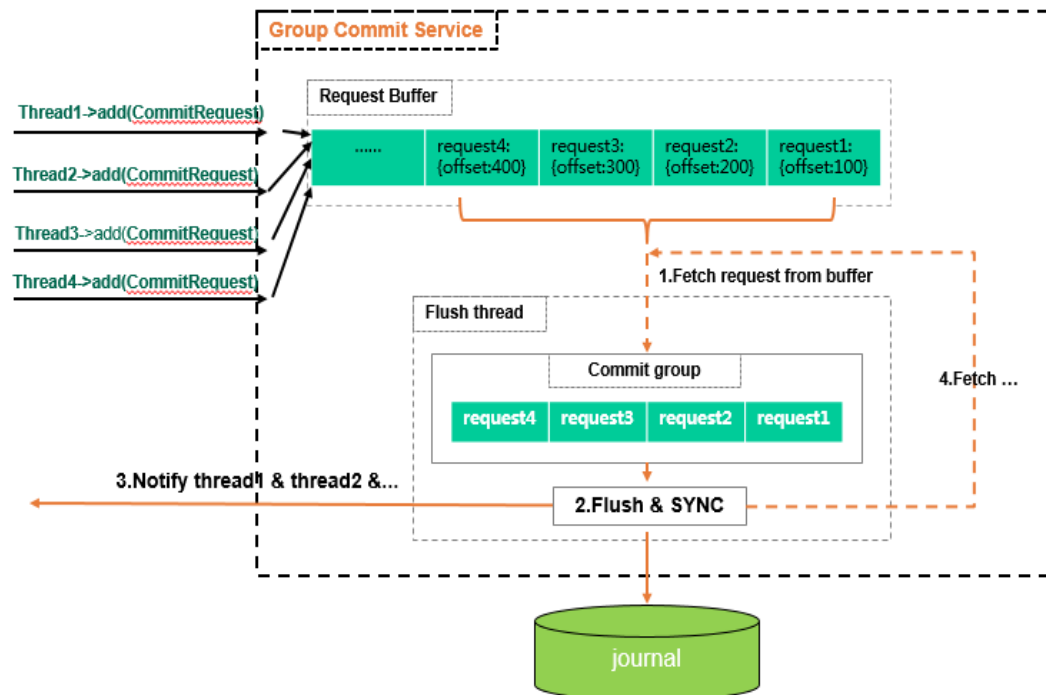 Group Commit Service
Request Buffer
Thread1->add(CommitRequest)
Thread2->add(CommitRequest)
Thread3->add(CommitRequest)
Thread4->add(CommitRequest)
......
request4:
{offset:400}
request3:
{offset:300}
request2:
{offset:200}
request1:
{offset:100}
1.Fetch request from buffer
Flush thread
Commit group
4.Fetch ...
request4
request3
request2
request1
3.Notify thread1 & thread2 &...
2.Flush & SYNC
journal